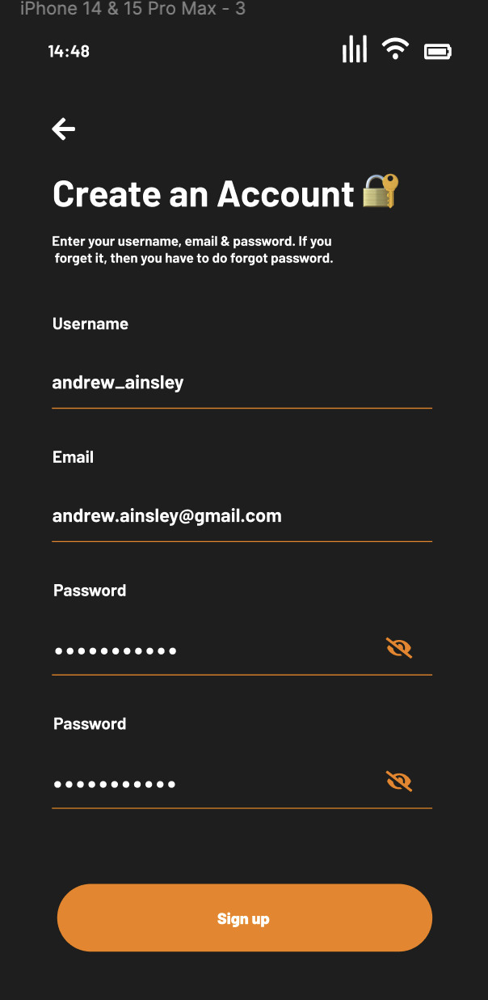 iPhone 14 & 15 Pro Max - 3
14:48
Create an Account 🔐
Enter your username, email & password. If you
forget it, then you have to do forgot password.
Username
andrew_ainsley
Email
andrew.ainsley@gmail.com
Password
●●●●●●●●●●●
Password
●●●●●●●●●●●
Sign up